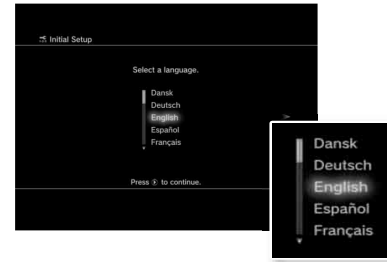 Initial Setup
Select a language.
Dansk
Deutsch
English
Español
Français
Press ⊗ to continue.
Dansk
Deutsch
English
Español
Français